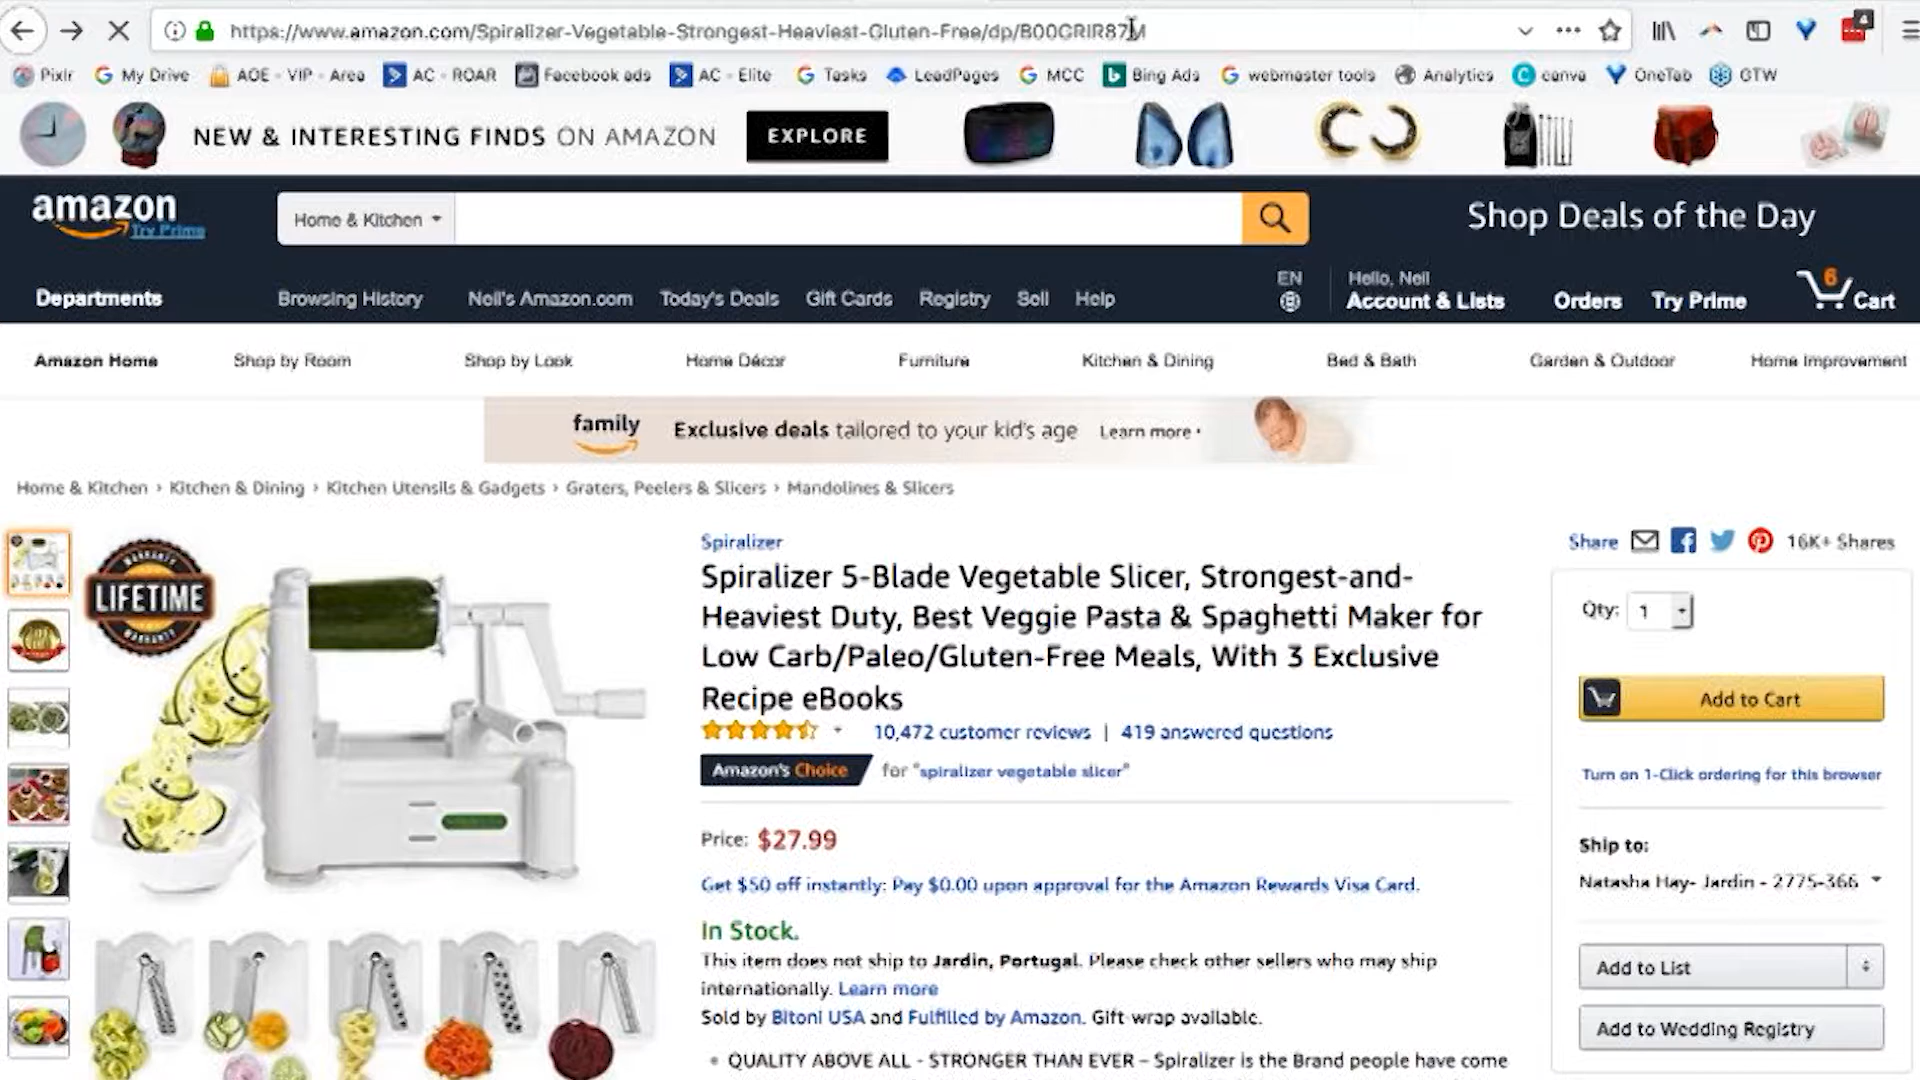 https://www.amazon.com/Spiralizer-Vegetable-Strongest-Heaviest-Gluten-Free/dp/B00GRIR87M
4
Pixlr My Drive AOE - VIP - Area AC - ROAR Facebook ads AC - Elite Tasks LeadPages MCC Bing Ads webmaster tools Analytics canva OneTab GTW
NEW & INTERESTING FINDS ON AMAZON EXPLORE
amazon
Try Prime
Home & Kitchen
Shop Deals of the Day
Departments Browsing History Neil's Amazon.com Today's Deals Gift Cards Registry Sell Help
EN
Hello, Neil
Account & Lists Orders Try Prime 6 Cart
Amazon Home Shop by Room Shop by Look Home Décor Furniture Kitchen & Dining Bed & Bath Garden & Outdoor Home Improvement
family Exclusive deals tailored to your kid's age Learn more
Home & Kitchen › Kitchen & Dining › Kitchen Utensils & Gadgets › Graters, Peelers & Slicers › Mandolines & Slicers
WARRANTY
LIFETIME
WARRANTY
Spiralizer
Spiralizer 5-Blade Vegetable Slicer, Strongest-and-
Heaviest Duty, Best Veggie Pasta & Spaghetti Maker for
Low Carb/Paleo/Gluten-Free Meals, With 3 Exclusive
Recipe eBooks
10,472 customer reviews | 419 answered questions
Amazon's Choice for "spiralizer vegetable slicer"
Price: $27.99
Get $50 off instantly: Pay $0.00 upon approval for the Amazon Rewards Visa Card.
In Stock.
This item does not ship to Jardin, Portugal. Please check other sellers who may ship
internationally. Learn more
Sold by Bitoni USA and Fulfilled by Amazon. Gift-wrap available.
• QUALITY ABOVE ALL - STRONGER THAN EVER – Spiralizer is the Brand people have come
Share 16K+ Shares
Qty: 1
Add to Cart
Turn on 1-Click ordering for this browser
Ship to:
Natasha Hay- Jardin - 2775-366
Add to List
Add to Wedding Registry